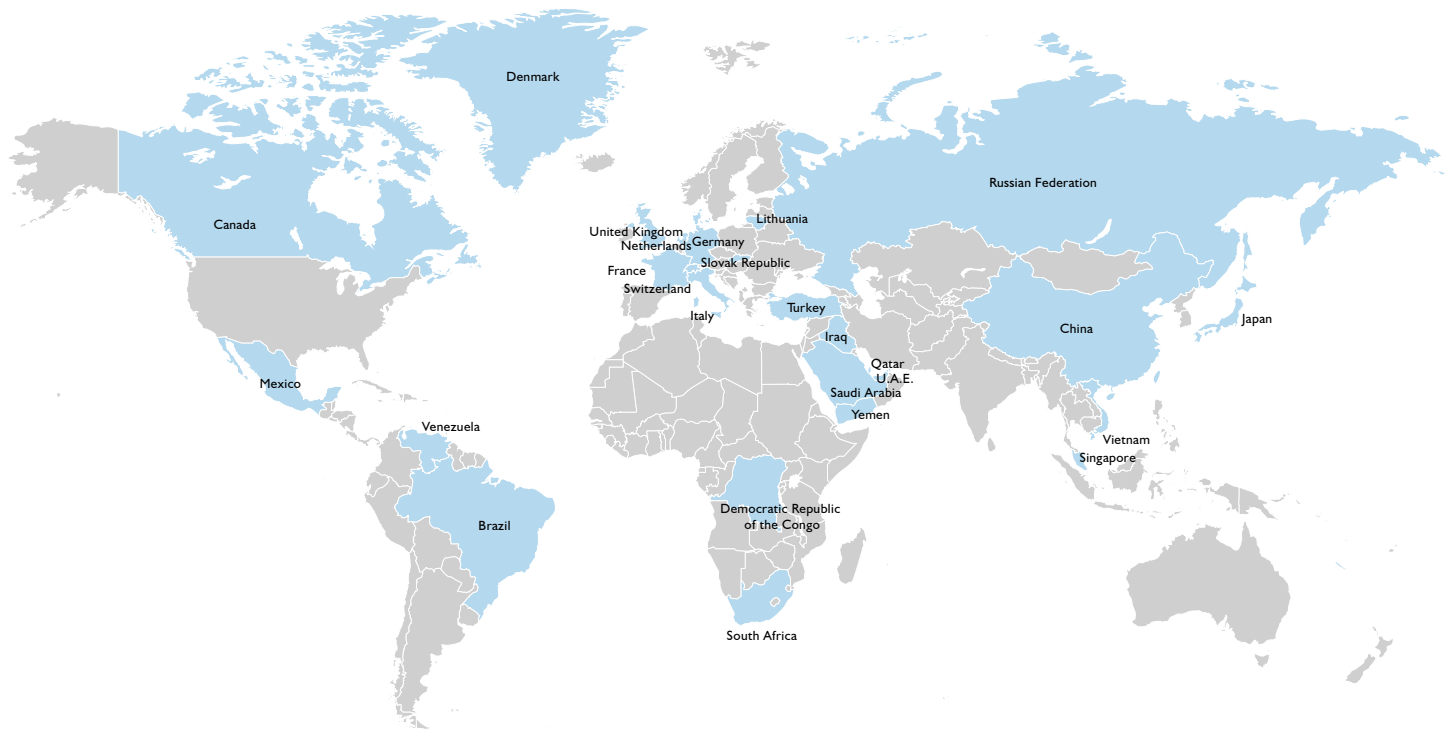 Denmark
Russian Federation
Canada
Lithuania
United Kingdom
Netherlands
Germany
Slovak Republic
France
Switzerland
Italy
Turkey
Japan
China
Iraq
Qatar
U.A.E.
Mexico
Saudi Arabia
Yemen
Venezuela
Vietnam
Singapore
Democratic Republic
of the Congo
Brazil
South Africa